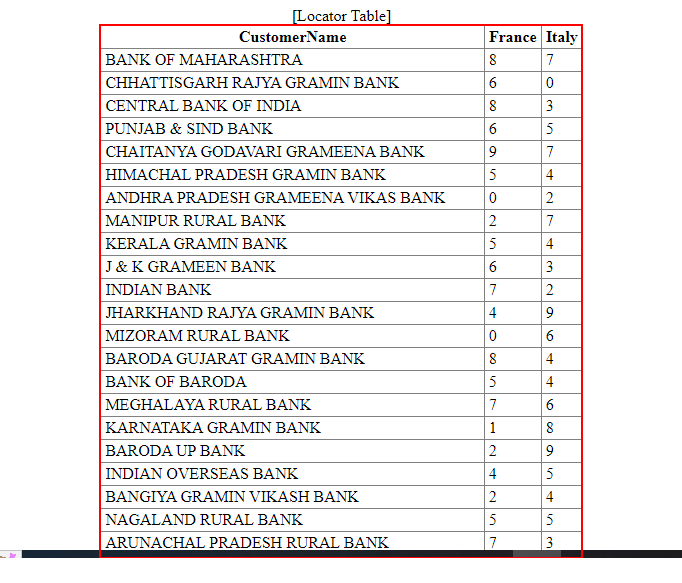 [Locator Table]
CustomerName France Italy
BANK OF MAHARASHTRA 8 7
CHHATTISGARH RAJYA GRAMIN BANK 6 0
CENTRAL BANK OF INDIA 8 3
PUNJAB & SIND BANK 6 5
CHAITANYA GODAVARI GRAMEENA BANK 9 7
HIMACHAL PRADESH GRAMIN BANK 5 4
ANDHRA PRADESH GRAMEENA VIKAS BANK 0 2
MANIPUR RURAL BANK 2 7
KERALA GRAMIN BANK 5 4
J & K GRAMEEN BANK 6 3
INDIAN BANK 7 2
JHARKHAND RAJYA GRAMIN BANK 4 9
MIZORAM RURAL BANK 0 6
BARODA GUJARAT GRAMIN BANK 8 4
BANK OF BARODA 5 4
MEGHALAYA RURAL BANK 7 6
KARNATAKA GRAMIN BANK 1 8
BARODA UP BANK 2 9
INDIAN OVERSEAS BANK 4 5
BANGIYA GRAMIN VIKASH BANK 2 4
NAGALAND RURAL BANK 5 5
ARUNACHAL PRADESH RURAL BANK 7 3